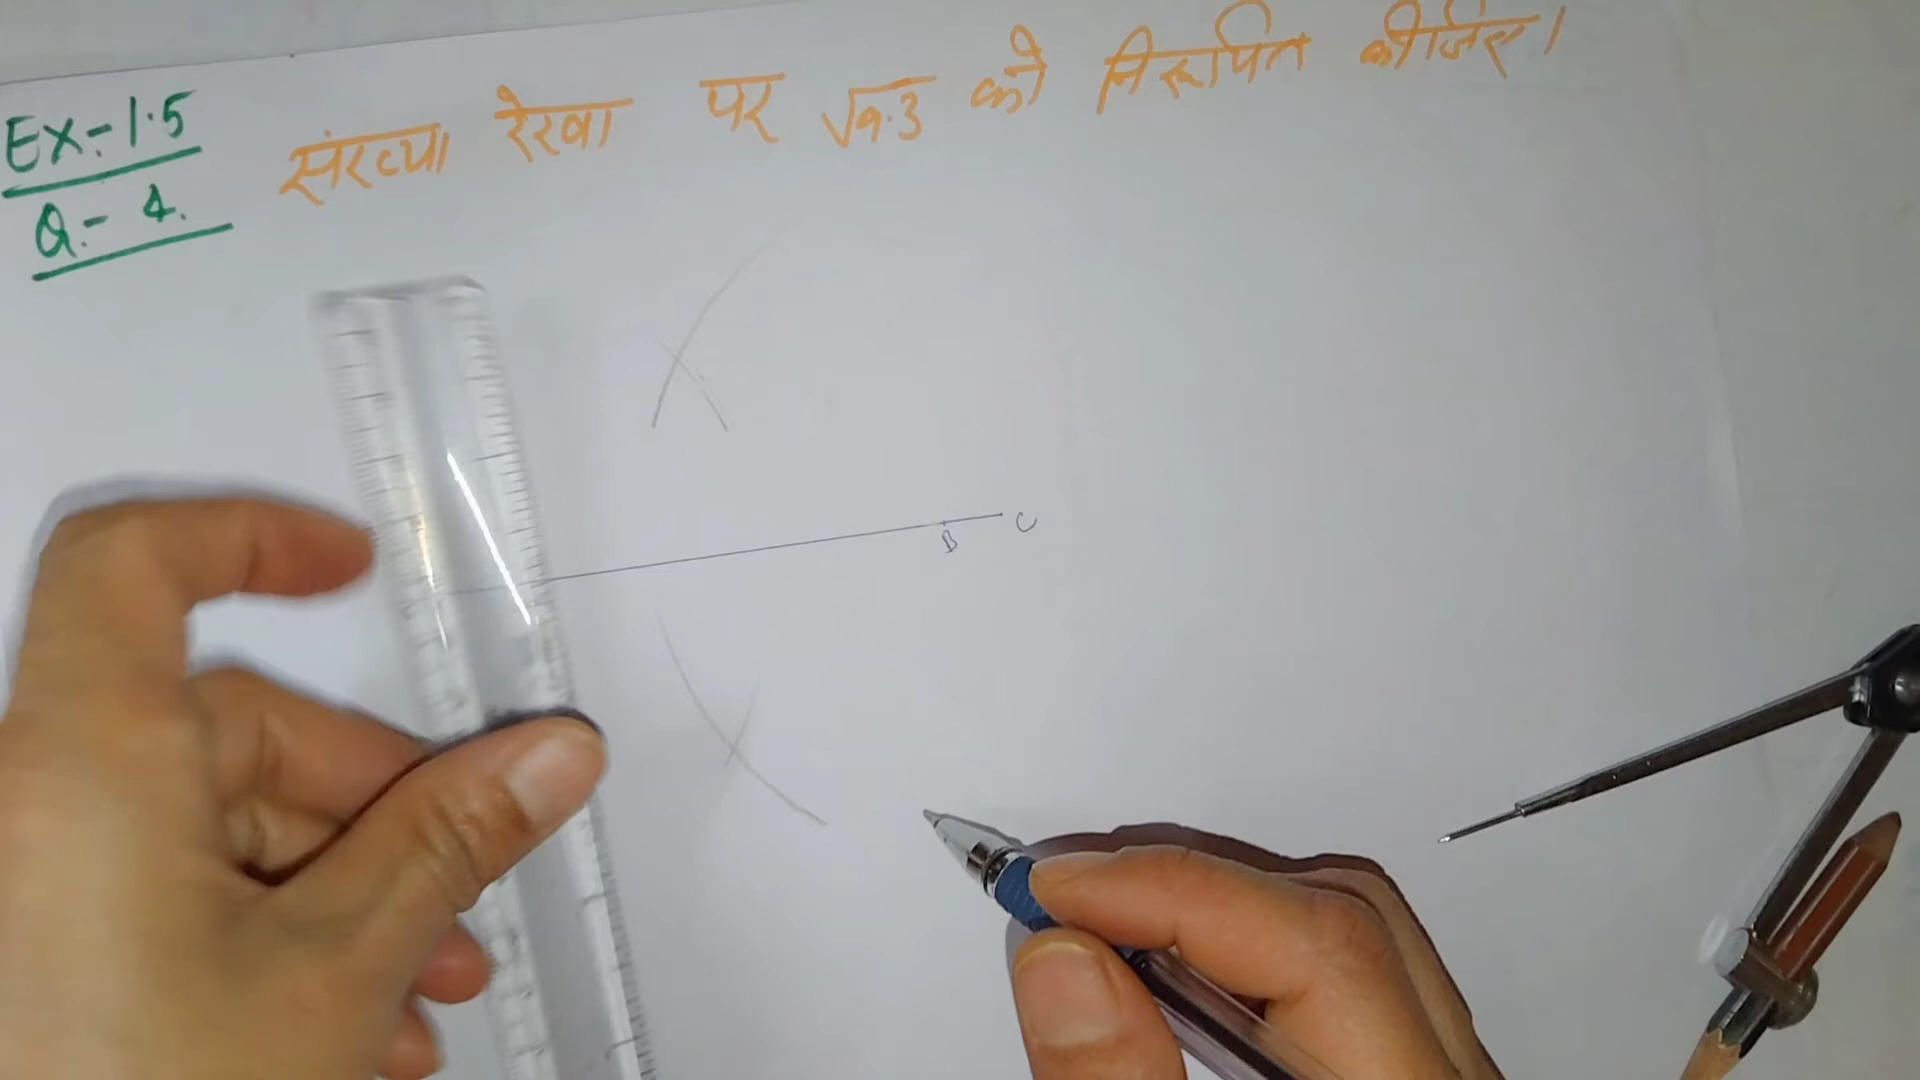 Ex:-1.5
Q.- 4.
संख्या रेखा पर √9.3 को निरूपित कीजिए।
B
C